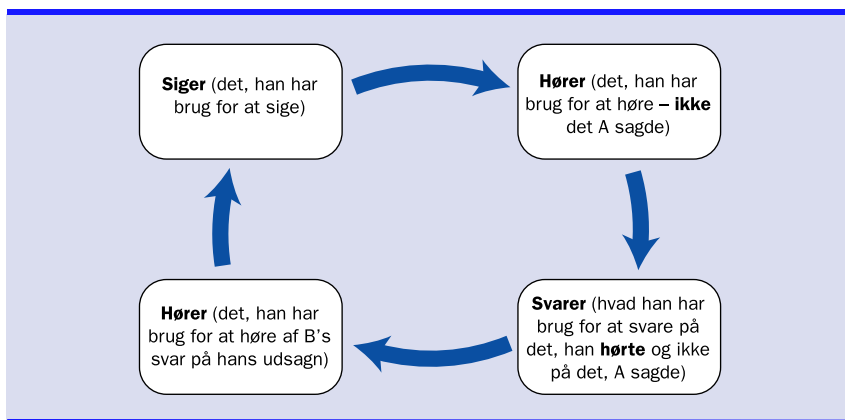 Siger (det, han har
brug for at sige)
Hører (det, han har
brug for at høre – ikke
det A sagde)
Svarer (hvad han har
brug for at svare på
det, han hørte og ikke
på det, A sagde)
Hører (det, han har
brug for at høre af B’s
svar på hans udsagn)